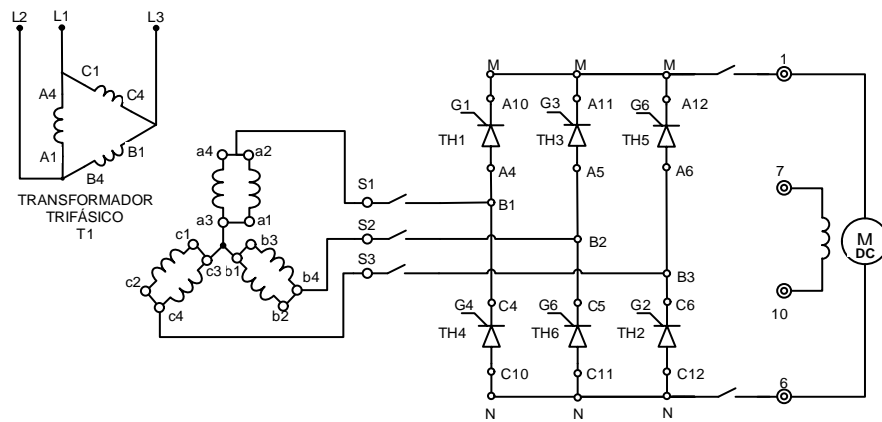 L2
L1
L3
C1
A4
C4
A1
B1
B4
TRANSFORMADOR
TRIFÁSICO
T1
a4
a2
a3
a1
c1
b3
c3
b1
b4
c2
b2
c4
S1
S2
S3
M
M
M
1
G1
A10
G3
A11
G6
A12
TH1
TH3
TH5
A4
A5
A6
B1
B2
B3
7
M
DC
10
G4
C4
G6
C5
G2
C6
TH4
TH6
TH2
C10
C11
C12
6
N
N
N